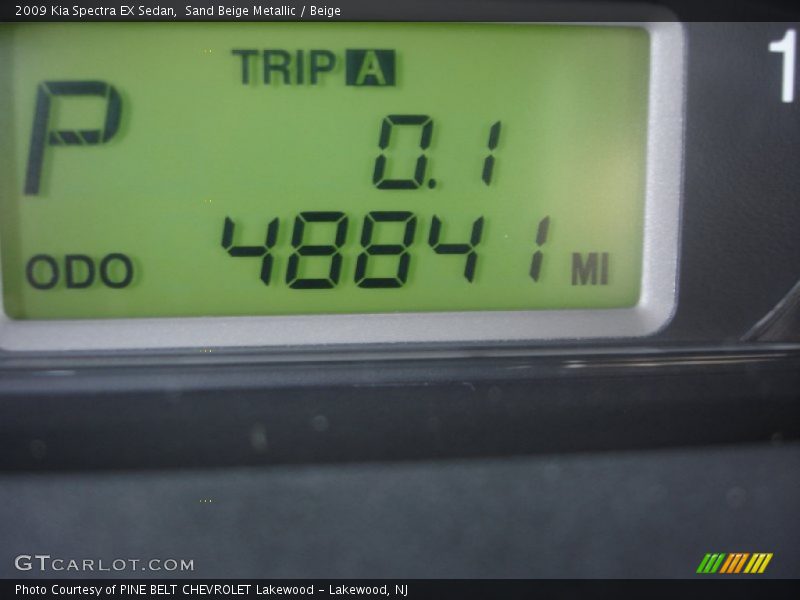 2009 Kia Spectra EX Sedan,  Sand Beige Metallic / Beige
TRIP A
1
P
0.1
ODO 48841 MI
GTCARLOT.COM
Photo Courtesy of PINE BELT CHEVROLET Lakewood - Lakewood, NJ